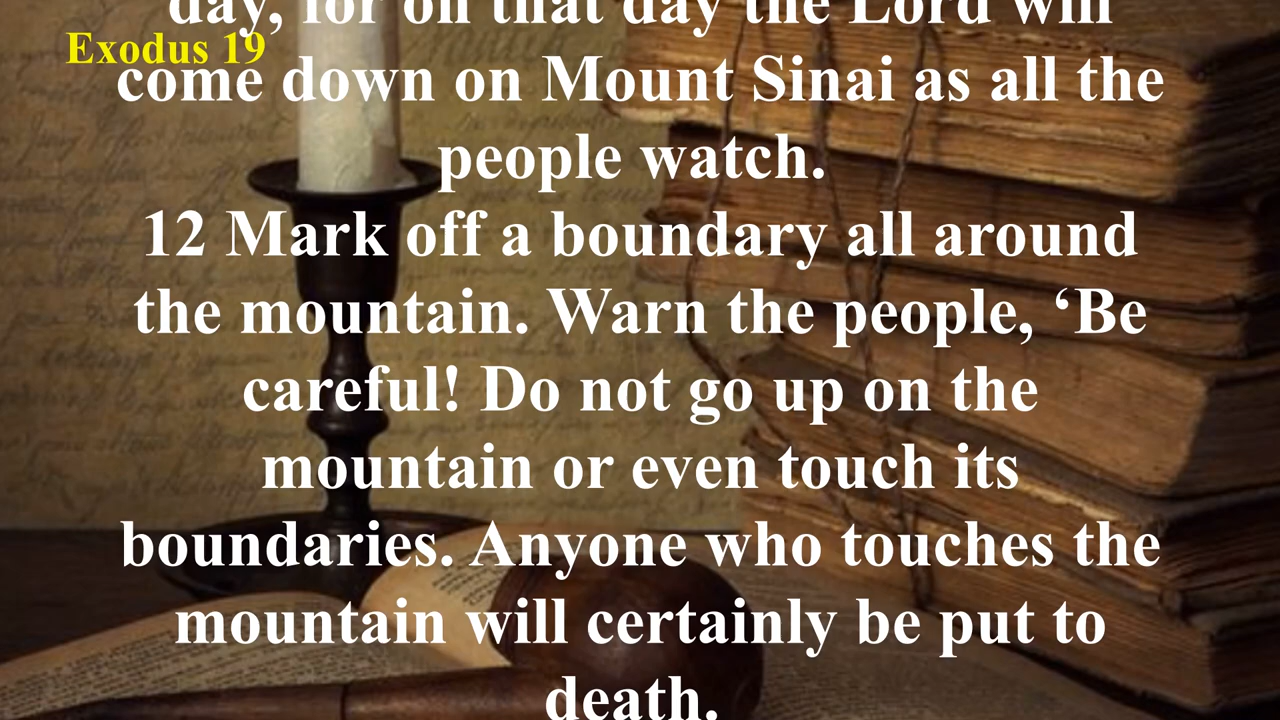 day, for on that day the Lord will
Exodus 19
come down on Mount Sinai as all the
people watch.
12 Mark off a boundary all around
the mountain. Warn the people, ‘Be
careful! Do not go up on the
mountain or even touch its
boundaries. Anyone who touches the
mountain will certainly be put to
death.